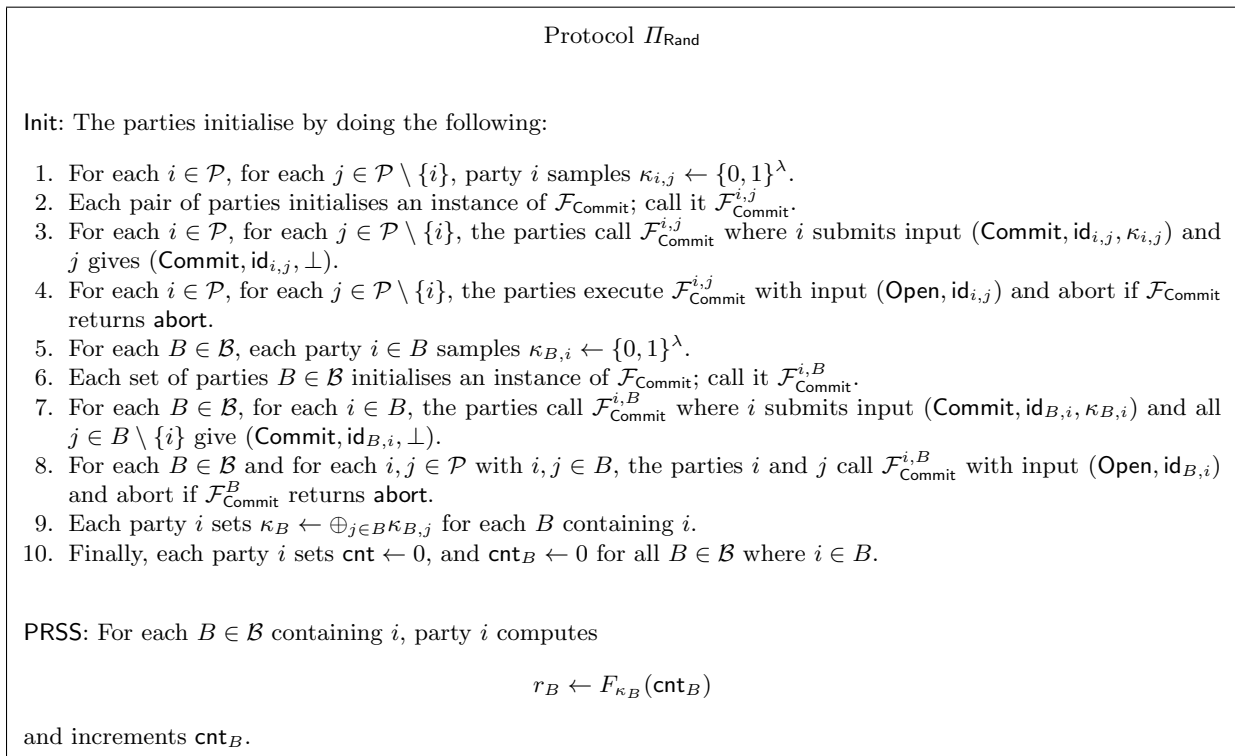 Protocol Π_Rand
Init: The parties initialise by doing the following:
1. For each i ∈ P, for each j ∈ P \ {i}, party i samples κ_{i,j} ← {0, 1}^λ.
2. Each pair of parties initialises an instance of F_Commit; call it F^{i,j}_Commit.
3. For each i ∈ P, for each j ∈ P \ {i}, the parties call F^{i,j}_Commit where i submits input (Commit, id_{i,j}, κ_{i,j}) and
j gives (Commit, id_{i,j}, ⊥).
4. For each i ∈ P, for each j ∈ P \ {i}, the parties execute F^{i,j}_Commit with input (Open, id_{i,j}) and abort if F_Commit
returns abort.
5. For each B ∈ B, each party i ∈ B samples κ_{B,i} ← {0, 1}^λ.
6. Each set of parties B ∈ B initialises an instance of F_Commit; call it F^{i,B}_Commit.
7. For each B ∈ B, for each i ∈ B, the parties call F^{i,B}_Commit where i submits input (Commit, id_{B,i}, κ_{B,i}) and all
j ∈ B \ {i} give (Commit, id_{B,i}, ⊥).
8. For each B ∈ B and for each i, j ∈ P with i, j ∈ B, the parties i and j call F^{i,B}_Commit with input (Open, id_{B,i})
and abort if F^B_Commit returns abort.
9. Each party i sets κ_B ← ⊕_{j∈B} κ_{B,j} for each B containing i.
10. Finally, each party i sets cnt ← 0, and cnt_B ← 0 for all B ∈ B where i ∈ B.
PRSS: For each B ∈ B containing i, party i computes
r_B ← F_{κ_B}(cnt_B)
and increments cnt_B.